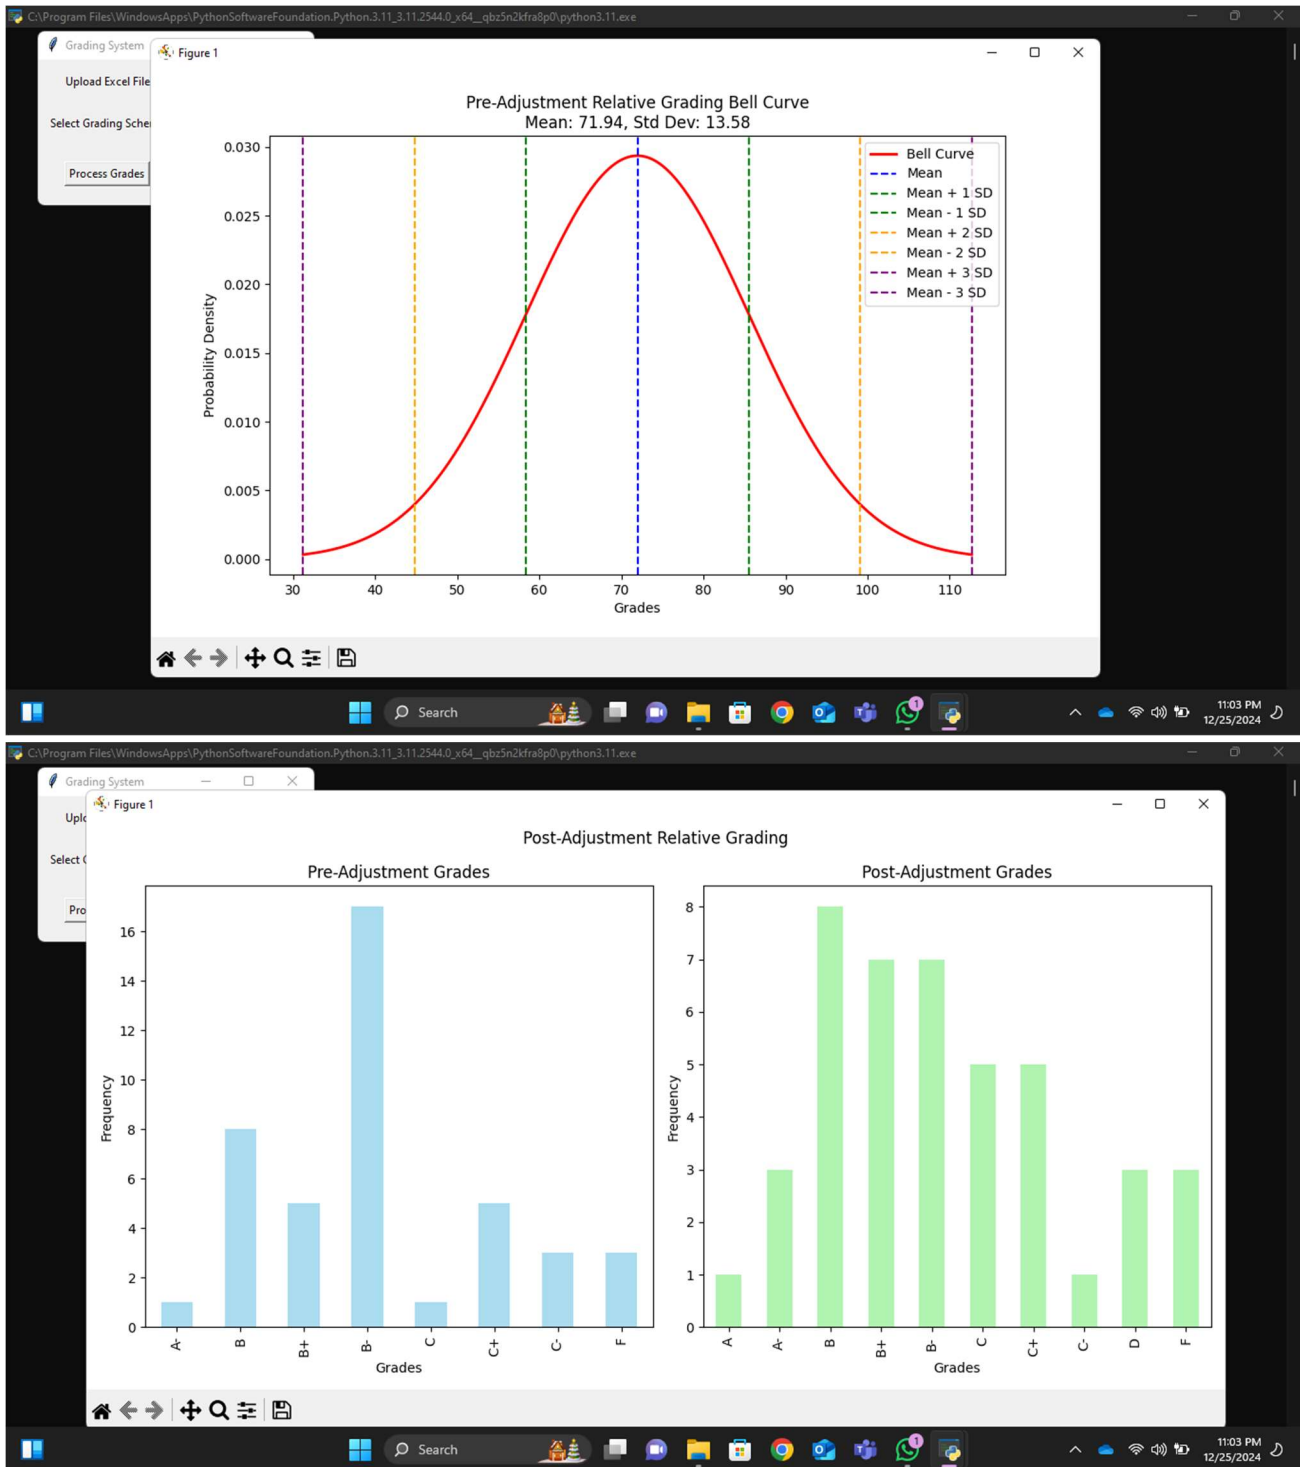 C:\Program Files\WindowsApps\PythonSoftwareFoundation.Python.3.11_3.11.2544.0_x64__qbz5n2kfra8p0\python3.11.exe
Grading System
Figure 1
Upload Excel File
Select Grading Sche
Process Grades
Pre-Adjustment Relative Grading Bell Curve
Mean: 71.94, Std Dev: 13.58
Bell Curve
Mean
Mean + 1 SD
Mean - 1 SD
Mean + 2 SD
Mean - 2 SD
Mean + 3 SD
Mean - 3 SD
Probability Density
0.030
0.025
0.020
0.015
0.010
0.005
0.000
30 40 50 60 70 80 90 100 110
Grades
Search
1
T
11:03 PM
12/25/2024
C:\Program Files\WindowsApps\PythonSoftwareFoundation.Python.3.11_3.11.2544.0_x64__qbz5n2kfra8p0\python3.11.exe
Grading System
Figure 1
Uplo
Select G
Pro
Post-Adjustment Relative Grading
Pre-Adjustment Grades
Frequency
16
14
12
10
8
6
4
2
0
A- B B+ B- C C+ C- F
Grades
Post-Adjustment Grades
Frequency
8
7
6
5
4
3
2
1
0
A A- B B+ B- C C+ C- D F
Grades
Search
1
T
11:03 PM
12/25/2024